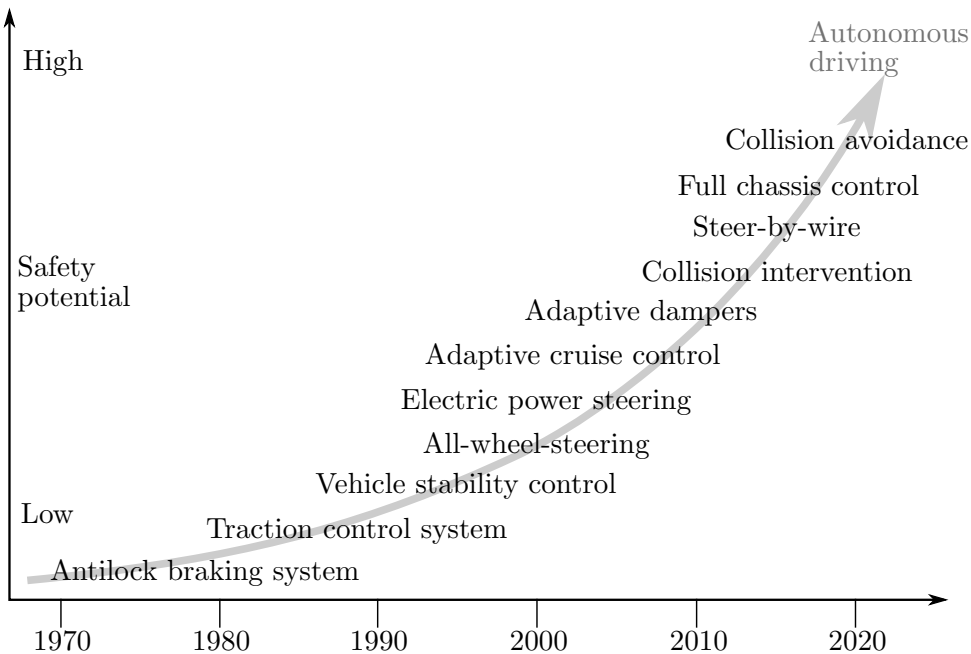 Autonomous
driving
High
Collision avoidance
Full chassis control
Steer-by-wire
Safety
potential
Collision intervention
Adaptive dampers
Adaptive cruise control
Electric power steering
All-wheel-steering
Vehicle stability control
Low
Traction control system
Antilock braking system
1970 1980 1990 2000 2010 2020